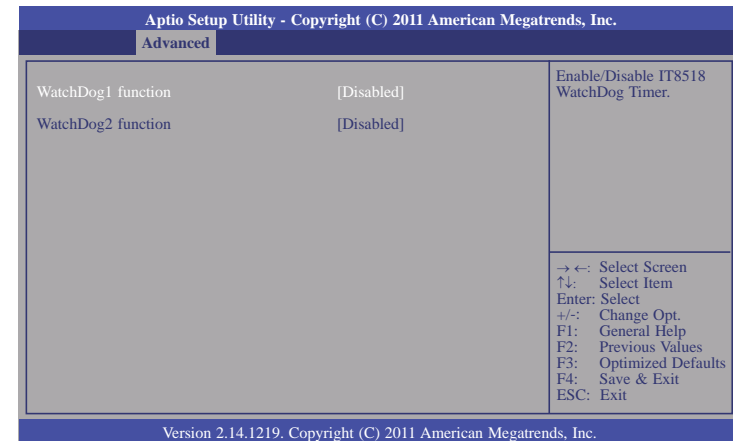 Aptio Setup Utility - Copyright (C) 2011 American Megatrends, Inc.
Advanced
WatchDog1 function [Disabled]
WatchDog2 function [Disabled]
Enable/Disable IT8518
WatchDog Timer.
→ ←: Select Screen
↑↓: Select Item
Enter: Select
+/-: Change Opt.
F1: General Help
F2: Previous Values
F3: Optimized Defaults
F4: Save & Exit
ESC: Exit
Version 2.14.1219. Copyright (C) 2011 American Megatrends, Inc.